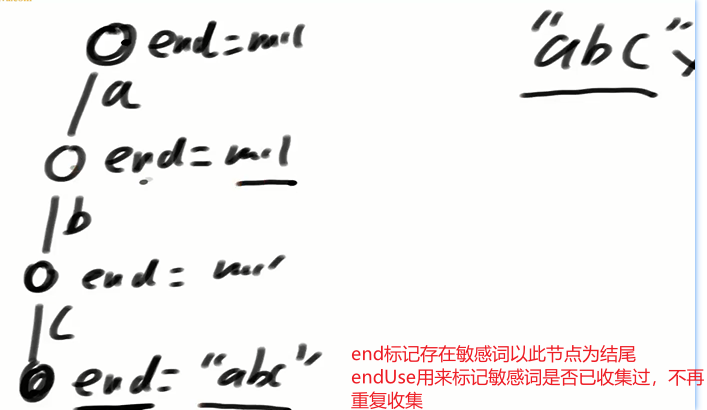 end=null "abc"
a
end=null
b
end=null
c
end="abc"
end标记存在敏感词以此节点为结尾
endUse用来标记敏感词是否已收集过，不再
重复收集